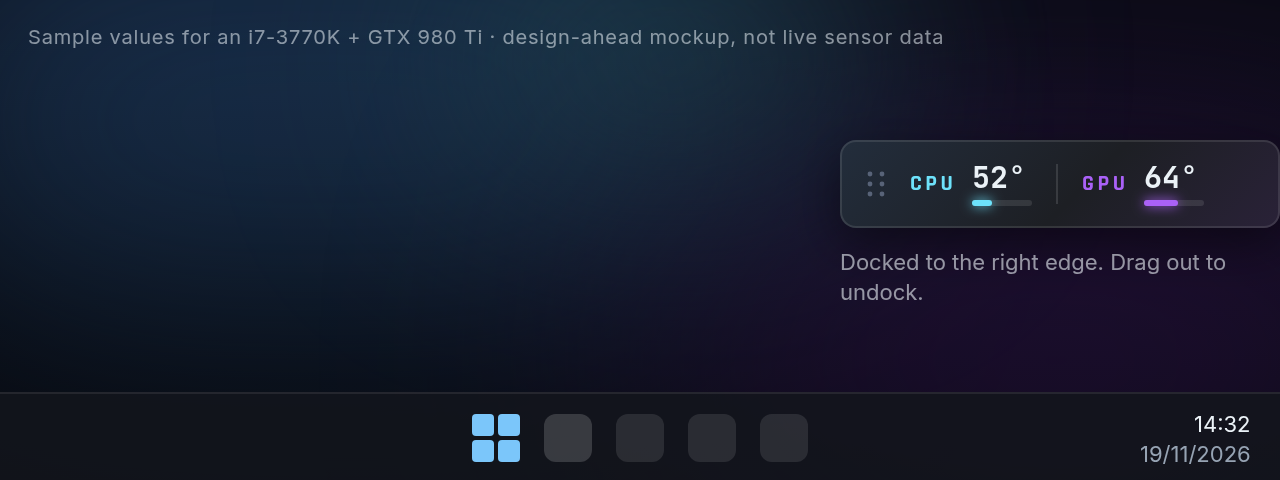 Sample values for an i7-3770K + GTX 980 Ti · design-ahead mockup, not live sensor data
CPU 52° GPU 64°
Docked to the right edge. Drag out to
undock.
14:32
19/11/2026